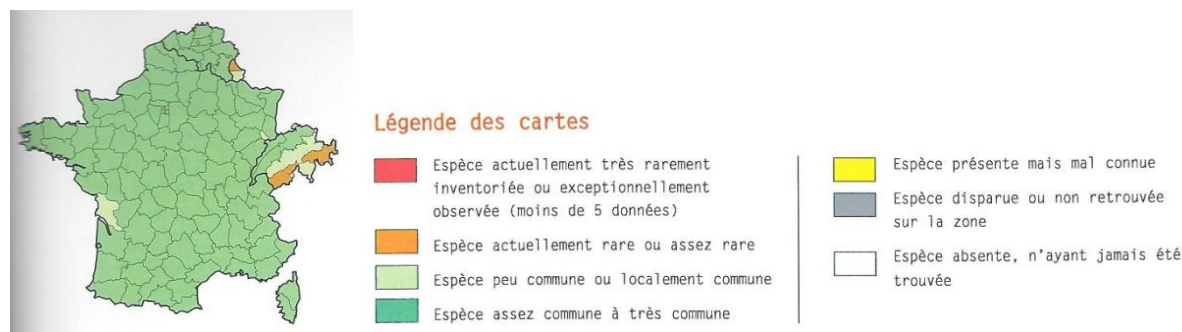 Légende des cartes
Espèce actuellement très rarement
inventoriée ou exceptionnellement
observée (moins de 5 données)
Espèce actuellement rare ou assez rare
Espèce peu commune ou localement commune
Espèce assez commune à très commune
Espèce présente mais mal connue
Espèce disparue ou non retrouvée
sur la zone
Espèce absente, n'ayant jamais été
trouvée